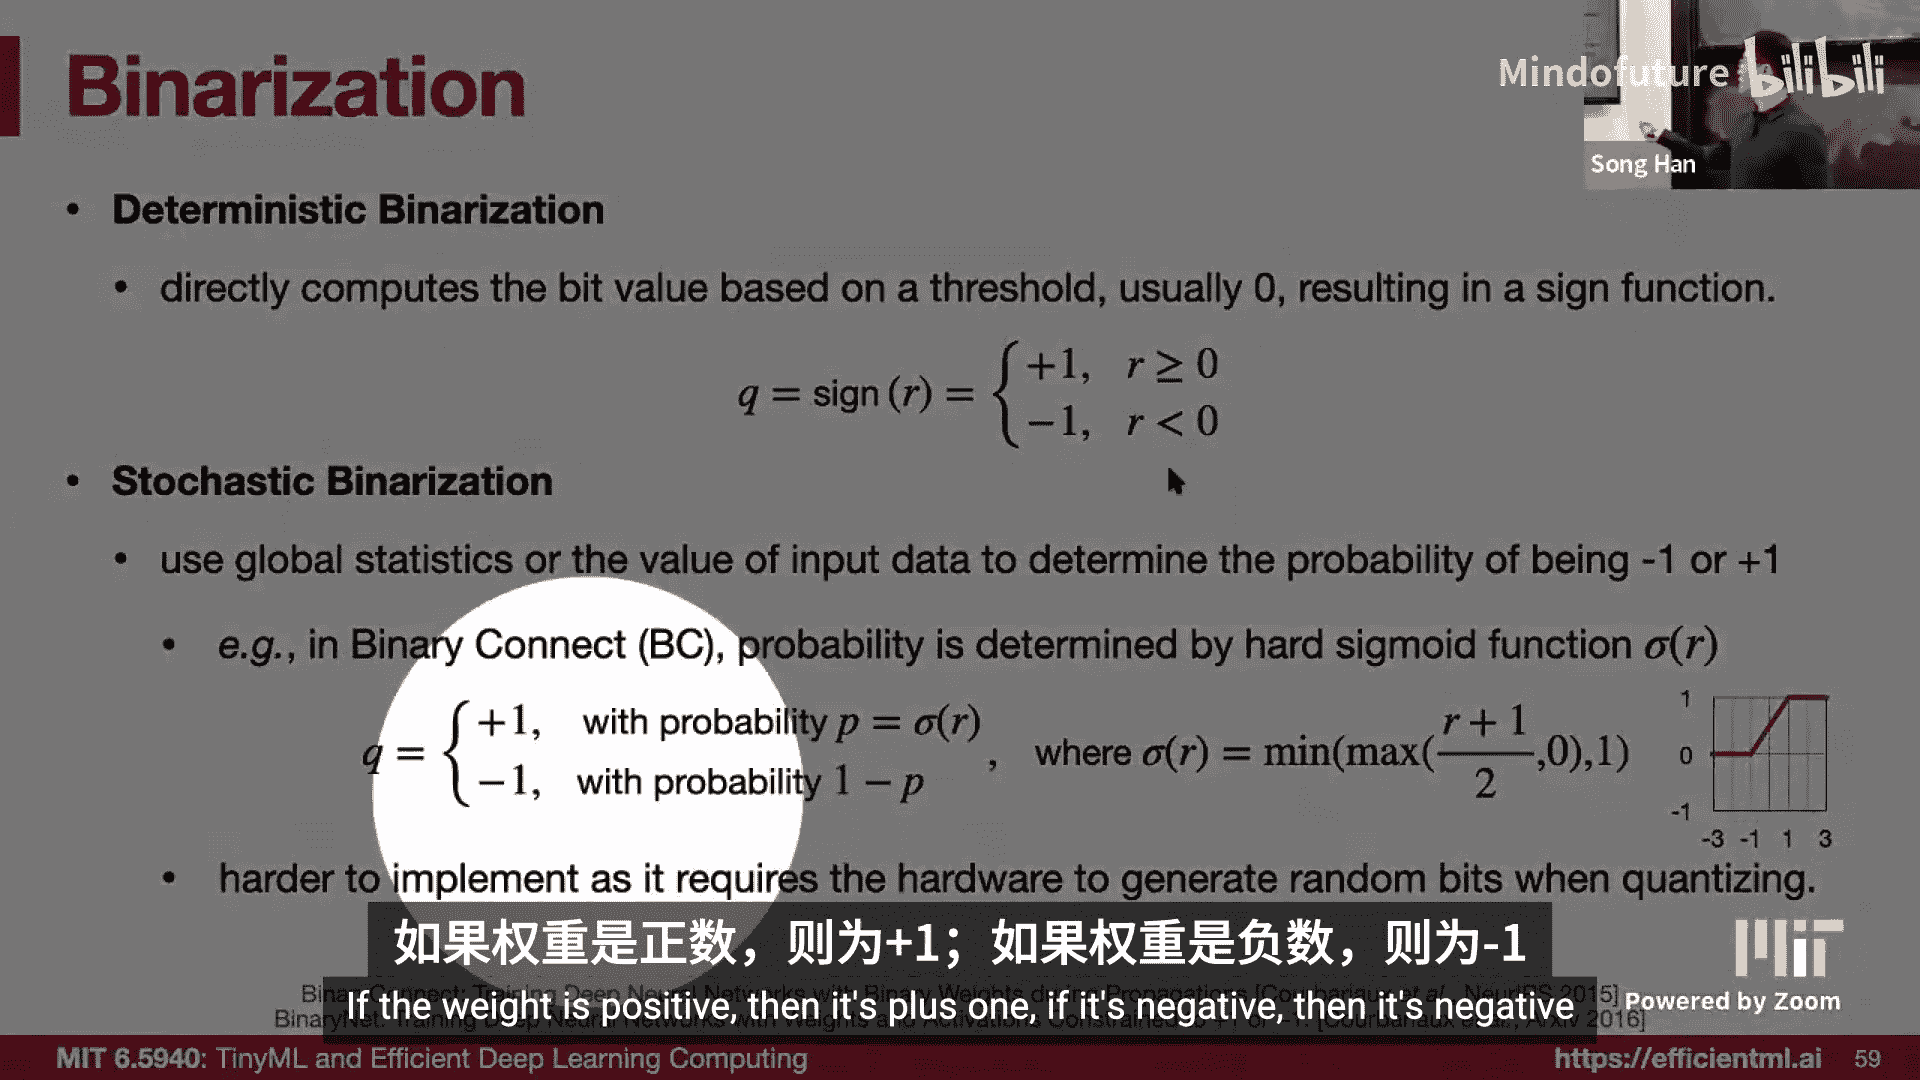 Binarization
Mindofuture bilibili
Song Han
• Deterministic Binarization
• directly computes the bit value based on a threshold, usually 0, resulting in a sign function.
q = sign (r) = { +1, r ≥ 0
−1, r < 0
• Stochastic Binarization
• use global statistics or the value of input data to determine the probability of being -1 or +1
• e.g., in Binary Connect (BC), probability is determined by hard sigmoid function σ(r)
q = { +1, with probability p = σ(r)
−1, with probability 1 − p
, where σ(r) = min(max(\frac{r + 1}{2},0),1)
1
0
-1
-3 -1 1 3
• harder to implement as it requires the hardware to generate random bits when quantizing.
如果权重是正数，则为+1；如果权重是负数，则为-1
If the weight is positive, then it's plus one, if it's negative, then it's negative
MIT
Powered by Zoom
MIT 6.5940: TinyML and Efficient Deep Learning Computing
https://efficientml.ai 59